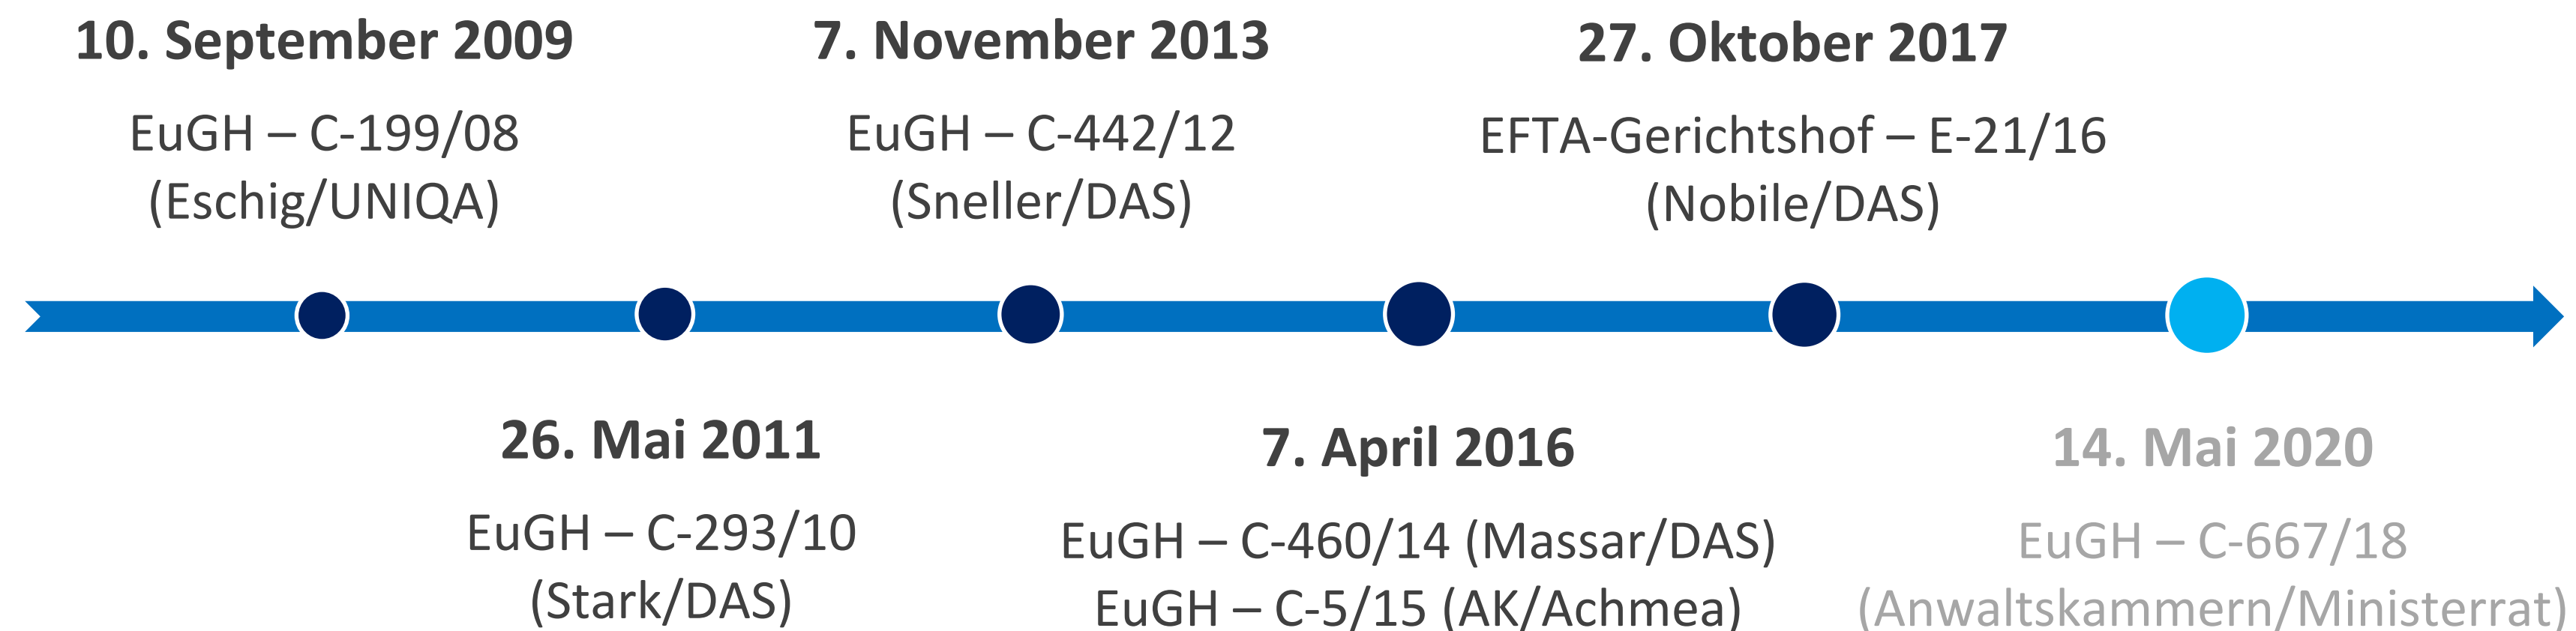 10. September 2009
EuGH – C-199/08
(Eschig/UNIQA)
26. Mai 2011
EuGH – C-293/10
(Stark/DAS)
7. November 2013
EuGH – C-442/12
(Sneller/DAS)
7. April 2016
EuGH – C-460/14 (Massar/DAS)
EuGH – C-5/15 (AK/Achmea)
27. Oktober 2017
EFTA-Gerichtshof – E-21/16
(Nobile/DAS)
14. Mai 2020
EuGH – C-667/18
(Anwaltskammern/Ministerrat)